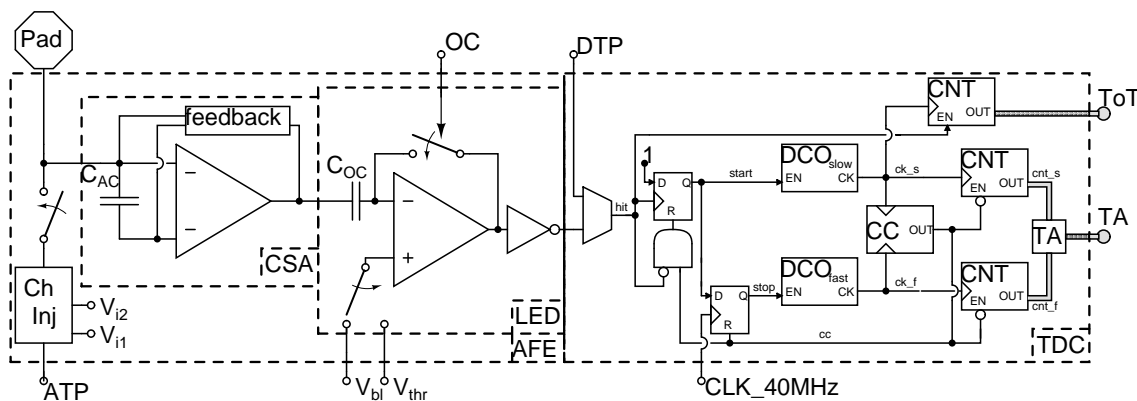 Pad
OC
DTP
feedback
CNT
EN
OUT
ToT
C_AC
C_OC
1
D
Q
R
start
DCO_slow
EN
CK
ck_s
CNT
EN
OUT
cnt_s
hit
CC
OUT
TA
TA
CSA
Ch
Inj
V_i2
V_i1
D
Q
R
stop
DCO_fast
EN
CK
ck_f
CNT
EN
OUT
cnt_f
LED
AFE
cc
TDC
ATP
V_bl
V_thr
CLK_40MHz